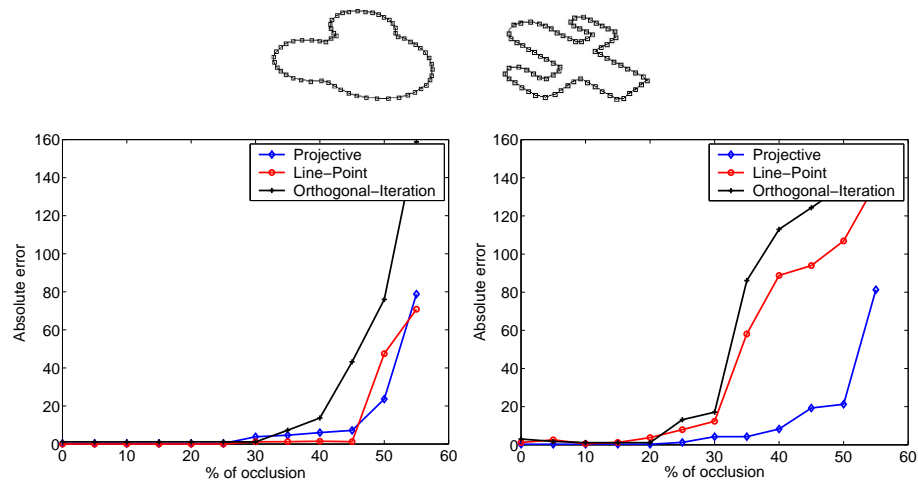 160
140
120
100
80
60
40
20
0
Absolute error
0 10 20 30 40 50 60
% of occlusion
Projective
Line−Point
Orthogonal−Iteration
160
140
120
100
80
60
40
20
0
Absolute error
0 10 20 30 40 50 60
% of occlusion
Projective
Line−Point
Orthogonal−Iteration